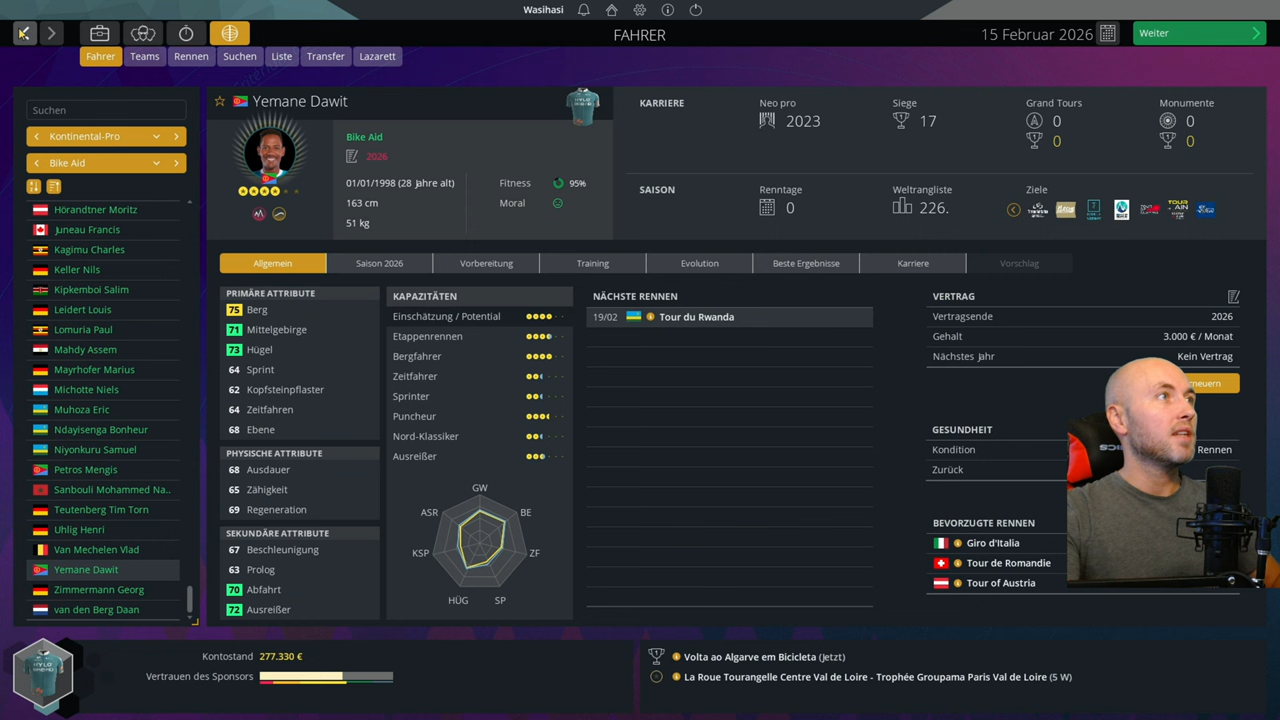 Wasihasi
FAHRER
15 Februar 2026
Weiter
Fahrer
Teams
Rennen
Suchen
Liste
Transfer
Lazarett
Suchen
Kontinental-Pro
Bike Aid
Hörandtner Moritz
Juneau Francis
Kagimu Charles
Keller Nils
Kipkemboi Salim
Leidert Louis
Lomuria Paul
Mahdy Assem
Mayrhofer Marius
Michotte Niels
Muhoza Eric
Ndayisenga Bonheur
Niyonkuru Samuel
Petros Mengis
Sanbouli Mohammed Na..
Teutenberg Tim Torn
Uhlig Henri
Van Mechelen Vlad
Yemane Dawit
Zimmermann Georg
van den Berg Daan
Yemane Dawit
Bike Aid
2026
01/01/1998 (28 Jahre alt)
163 cm
51 kg
Fitness 95%
Moral
KARRIERE
Neo pro
2023
Siege
17
Grand Tours
0
0
Monumente
0
0
SAISON
Renntage
0
Weltrangliste
226.
Ziele
Allgemein
Saison 2026
Vorbereitung
Training
Evolution
Beste Ergebnisse
Karriere
Vorschlag
PRIMÄRE ATTRIBUTE
75 Berg
71 Mittelgebirge
73 Hügel
64 Sprint
62 Kopfsteinpflaster
64 Zeitfahren
68 Ebene
PHYSISCHE ATTRIBUTE
68 Ausdauer
65 Zähigkeit
69 Regeneration
SEKUNDÄRE ATTRIBUTE
67 Beschleunigung
63 Prolog
70 Abfahrt
72 Ausreißer
KAPAZITÄTEN
Einschätzung / Potential
Etappenrennen
Bergfahrer
Zeitfahrer
Sprinter
Puncheur
Nord-Klassiker
Ausreißer
GW
ASR
BE
KSP
ZF
HÜG
SP
NÄCHSTE RENNEN
19/02 Tour du Rwanda
VERTRAG
Vertragsende 2026
Gehalt 3.000 € / Monat
Nächstes Jahr Kein Vertrag
erneuern
GESUNDHEIT
Kondition
Rennen
Zurück
BEVORZUGTE RENNEN
Giro d'Italia
Tour de Romandie
Tour of Austria
Kontostand 277.330 €
Vertrauen des Sponsors
Volta ao Algarve em Bicicleta (Jetzt)
La Roue Tourangelle Centre Val de Loire - Trophée Groupama Paris Val de Loire (5 W)